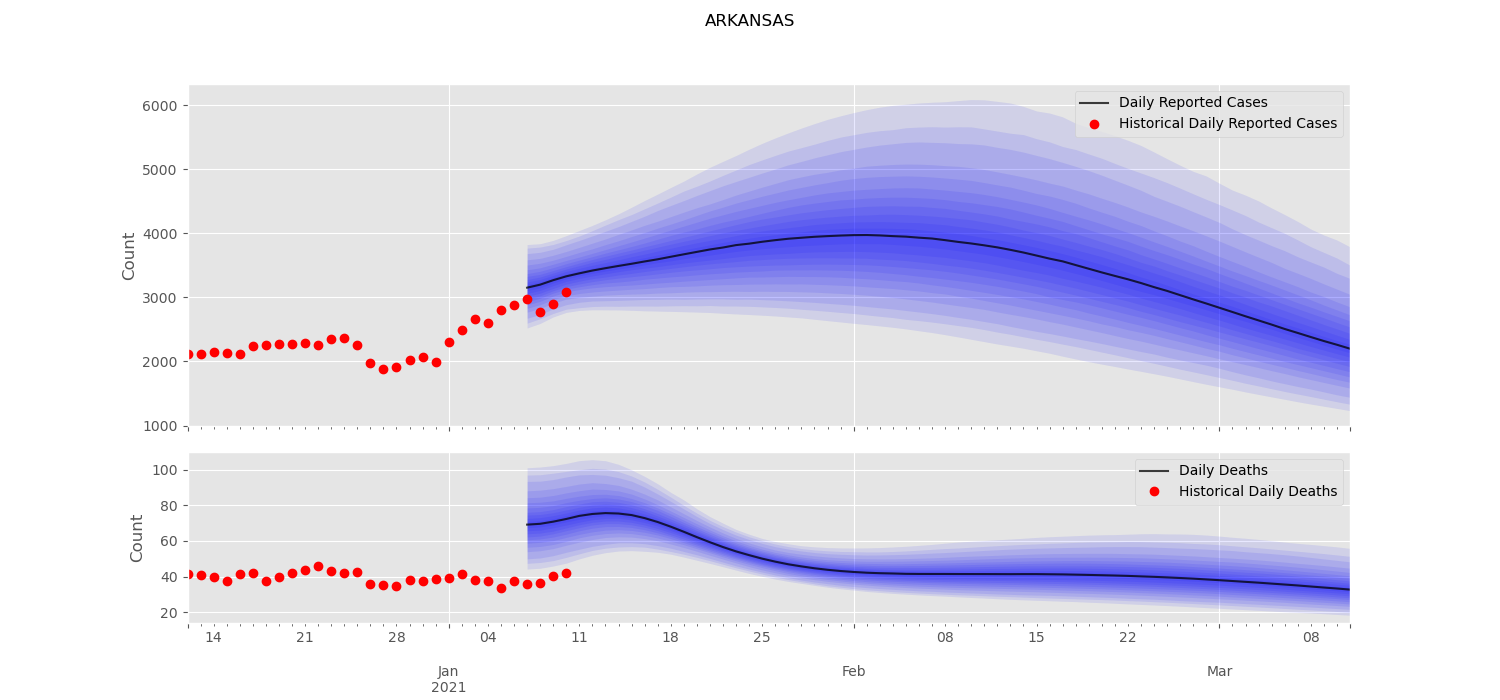 ARKANSAS
6000
5000
4000
3000
2000
1000
Count
Daily Reported Cases
Historical Daily Reported Cases
100
80
60
40
20
Count
Daily Deaths
Historical Daily Deaths
14 21 28 04 11 18 25 08 15 22 08
Jan Feb Mar
2021